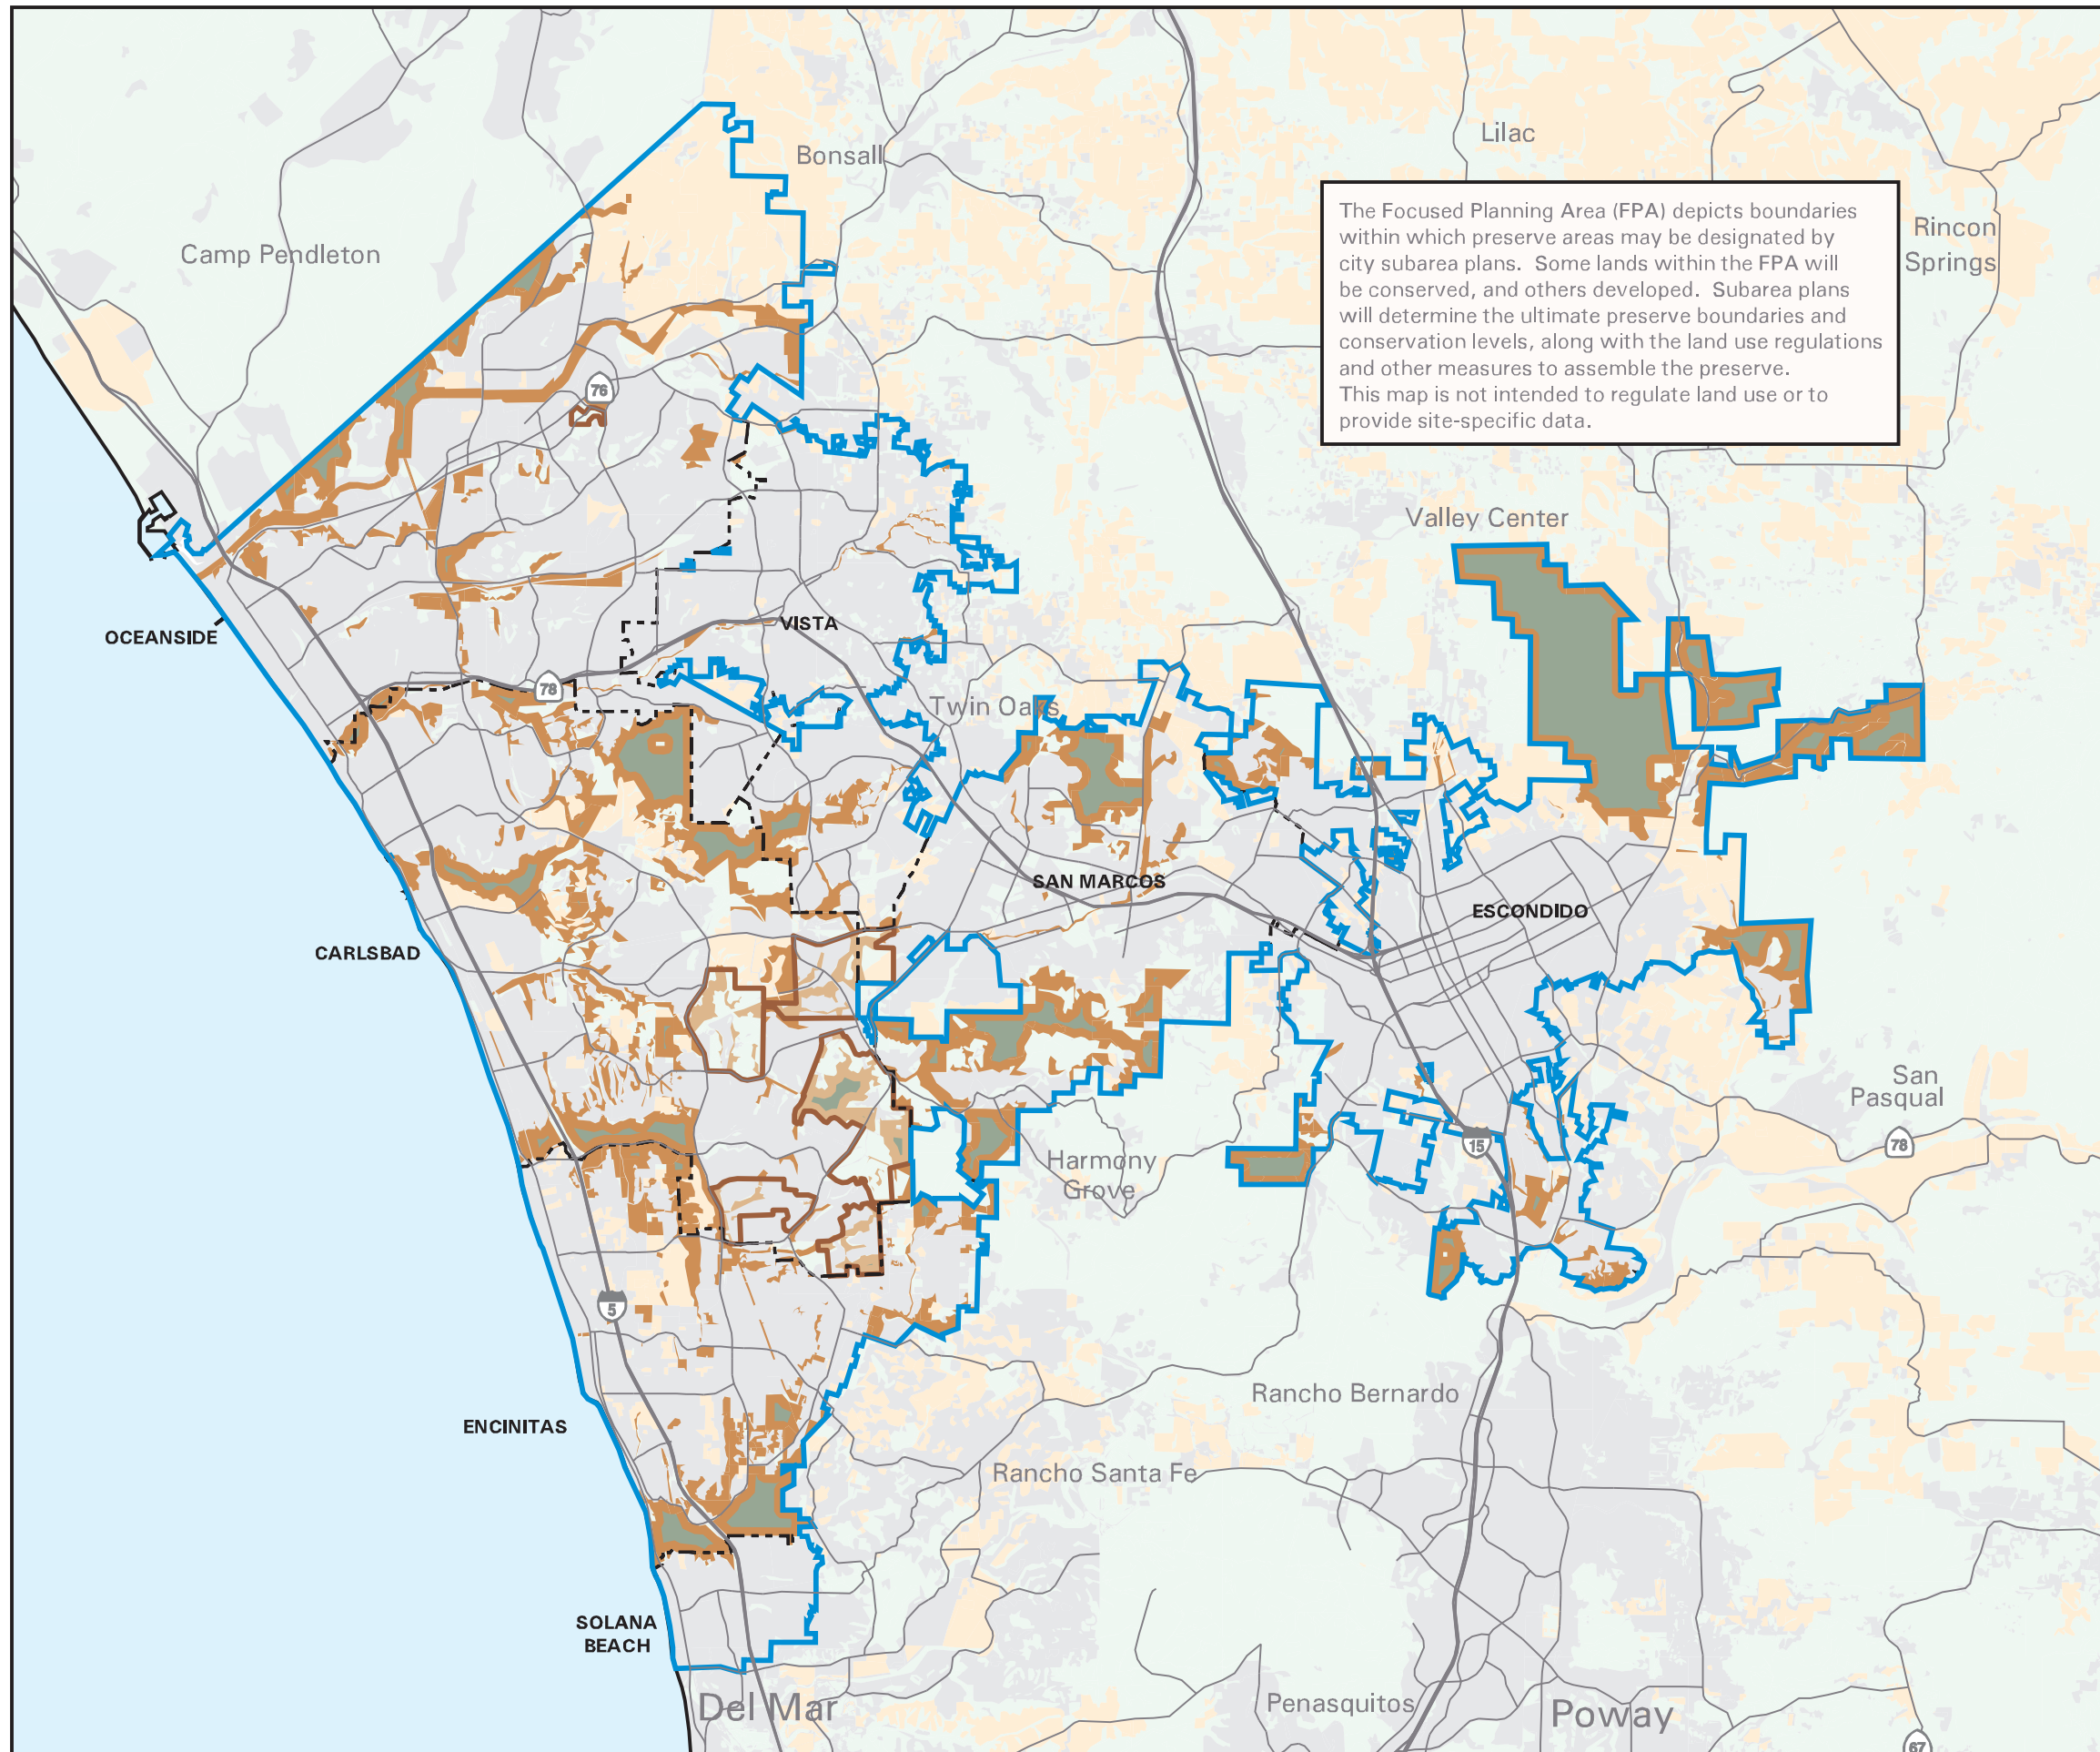 Bonsall
Lilac
The Focused Planning Area (FPA) depicts boundaries
within which preserve areas may be designated by
city subarea plans. Some lands within the FPA will
be conserved, and others developed. Subarea plans
will determine the ultimate preserve boundaries and
conservation levels, along with the land use regulations
and other measures to assemble the preserve.
This map is not intended to regulate land use or to
provide site-specific data.
Rincon
Springs
Camp Pendleton
76
Valley Center
OCEANSIDE
VISTA
78
Twin Oaks
SAN MARCOS
ESCONDIDO
CARLSBAD
San
Pasqual
78
15
Harmony
Grove
5
Rancho Bernardo
ENCINITAS
Rancho Santa Fe
SOLANA
BEACH
Del Mar
Penasquitos
Poway
67